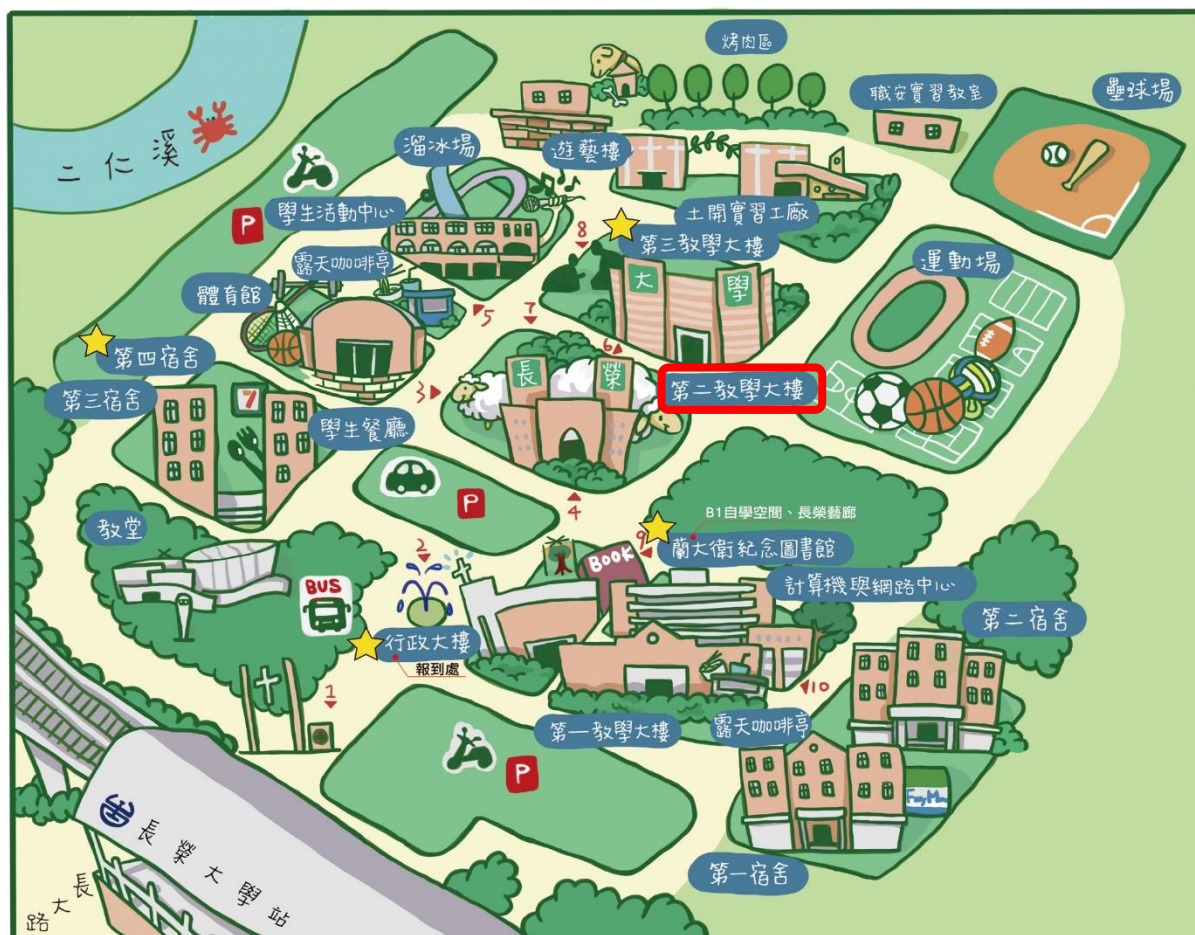 烤肉區
職安實習教室
壘球場
二仁溪
溜冰場
遊藝樓
P
學生活動中心
土開實習工廠
8
第三教學大樓
露天咖啡亭
運動場
體育館
大
學
5
7
第四宿舍
6
長
榮
3
第二教學大樓
第三宿舍
7
學生餐廳
P
4
B1自學空間、長榮藝廊
教堂
2
9
蘭大衛紀念圖書館
BOOK
計算機與網路中心
BUS
第二宿舍
行政大樓
報到處
1
10
第一教學大樓
露天咖啡亭
P
長榮大學站
第一宿舍
長大路